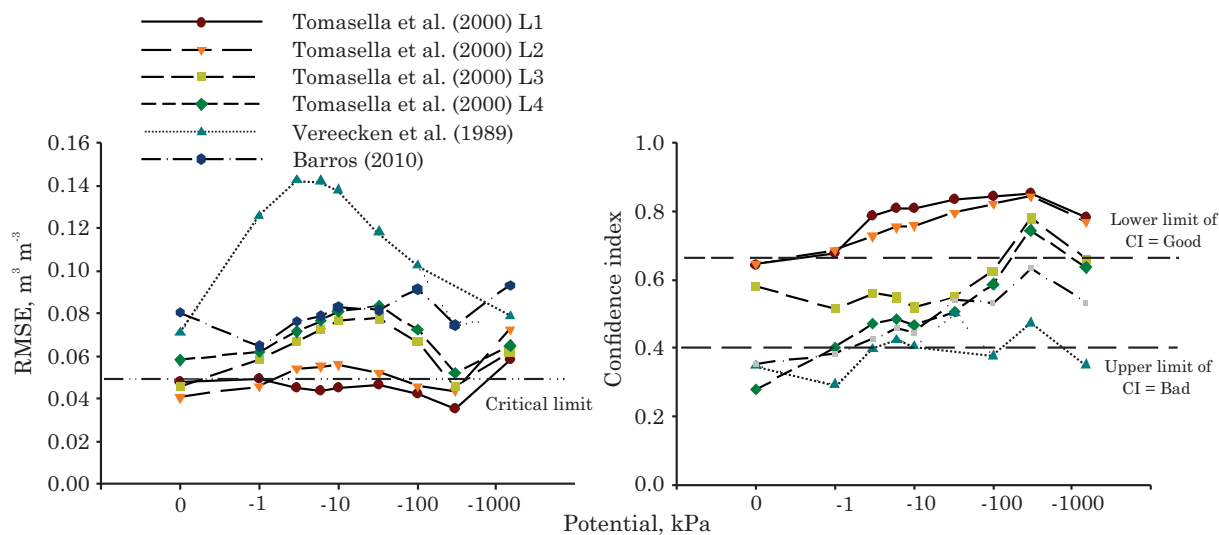 Tomasella et al. (2000) L1
Tomasella et al. (2000) L2
Tomasella et al. (2000) L3
Tomasella et al. (2000) L4
Vereecken et al. (1989)
Barros (2010)
RMSE, m³ m⁻³
0.16
0.14
0.12
0.10
0.08
0.06
0.04
0.02
0.00
Critical limit
0 -1 -10 -100 -1000
Confidence index
1.0
0.8
0.6
0.4
0.2
0.0
Lower limit of
CI = Good
Upper limit of
CI = Bad
0 -1 -10 -100 -1000
Potential, kPa